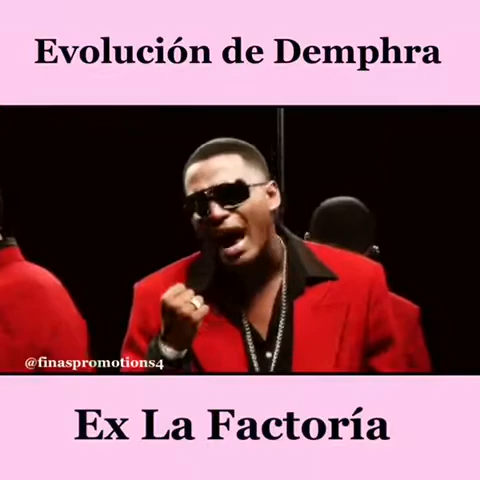 Evolución de Demphra
@finaspromotions4
Ex La Factoría